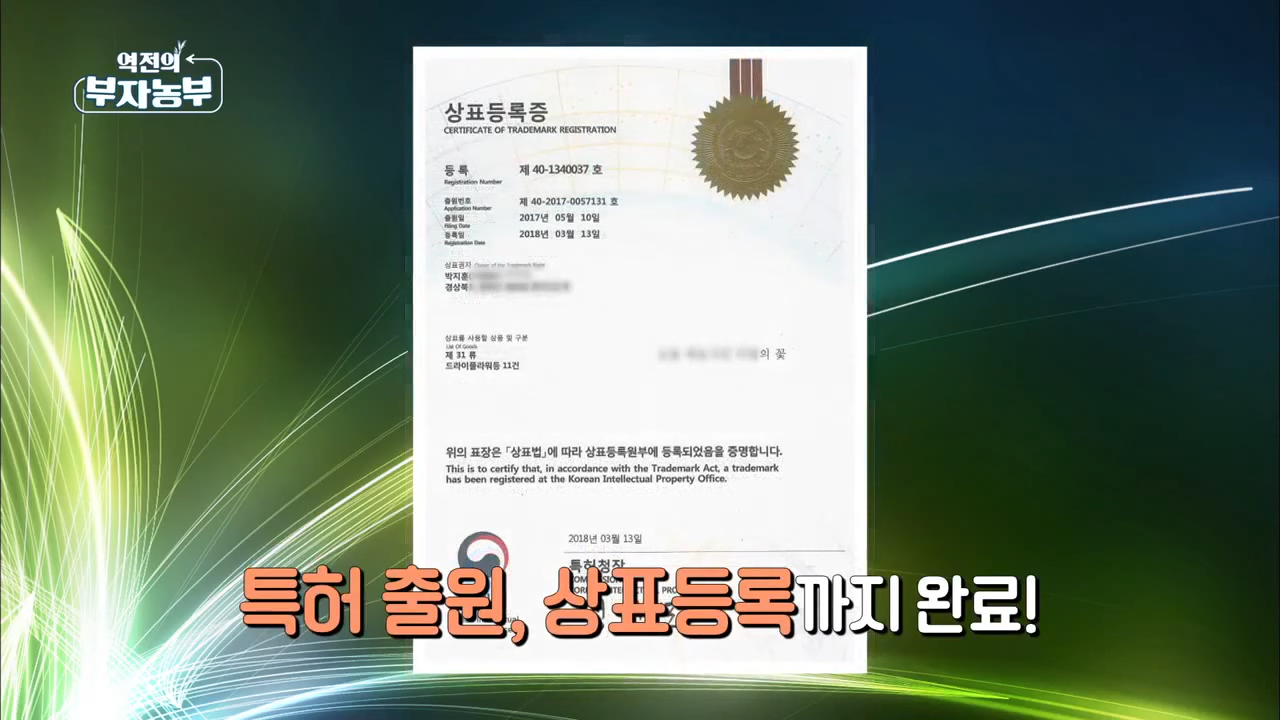 역전의
부자농부
상표등록증
CERTIFICATE OF TRADEMARK REGISTRATION
등 록 제 40-1340037 호
Registration Number
출원번호 제 40-2017-0057131 호
Application Number
출원일 2017년 05월 10일
Filing Date
등록일 2018년 03월 13일
Registration Date
상표권자 Owner of the Trademark Right
박지훈
경상북
상표를 사용할 상품 및 구분
List Of Goods
제 31 류
드라이플라워등 11건
의 꽃
위의 표장은 「상표법」에 따라 상표등록원부에 등록되었음을 증명합니다.
This is to certify that, in accordance with the Trademark Act, a trademark
has been registered at the Korean Intellectual Property Office.
2018년 03월 13일
특허청장
특허 출원, 상표등록까지 완료!